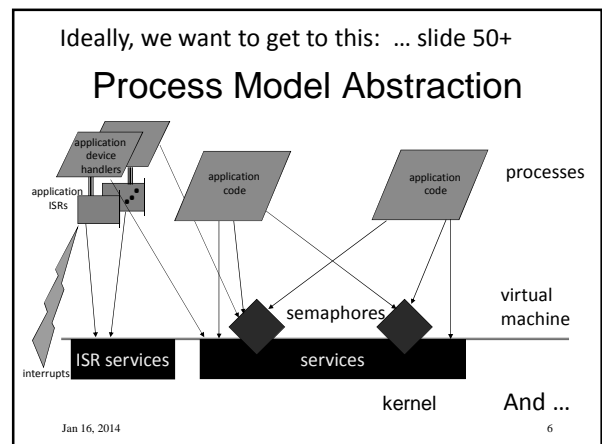 Ideally, we want to get to this:  … slide 50+
Process Model Abstraction
application
device
handlers
application
ISRs
application
code
application
code
processes
semaphores
virtual
machine
ISR services
services
interrupts
kernel
And …
Jan 16, 2014
6